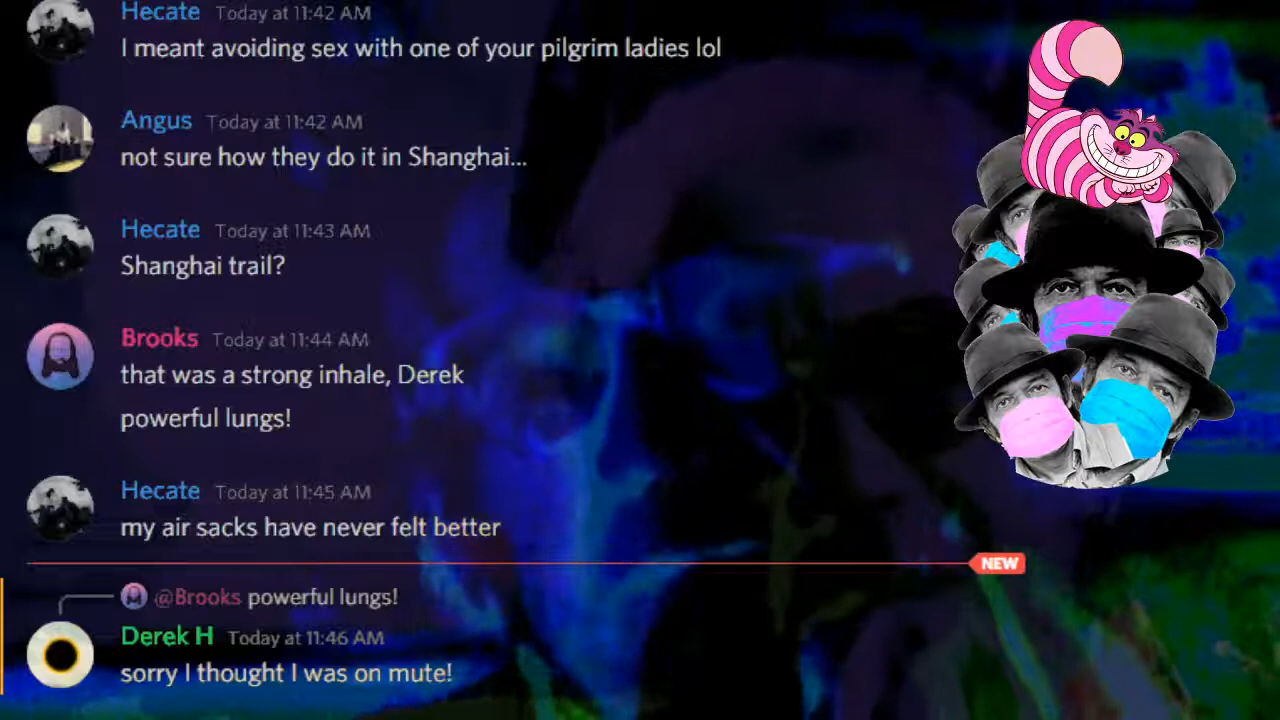 Hecate Today at 11:42 AM
I meant avoiding sex with one of your pilgrim ladies lol
Angus Today at 11:42 AM
not sure how they do it in Shanghai...
Hecate Today at 11:43 AM
Shanghai trail?
Brooks Today at 11:44 AM
that was a strong inhale, Derek
powerful lungs!
Hecate Today at 11:45 AM
my air sacks have never felt better
NEW
@Brooks powerful lungs!
Derek H Today at 11:46 AM
sorry I thought I was on mute!